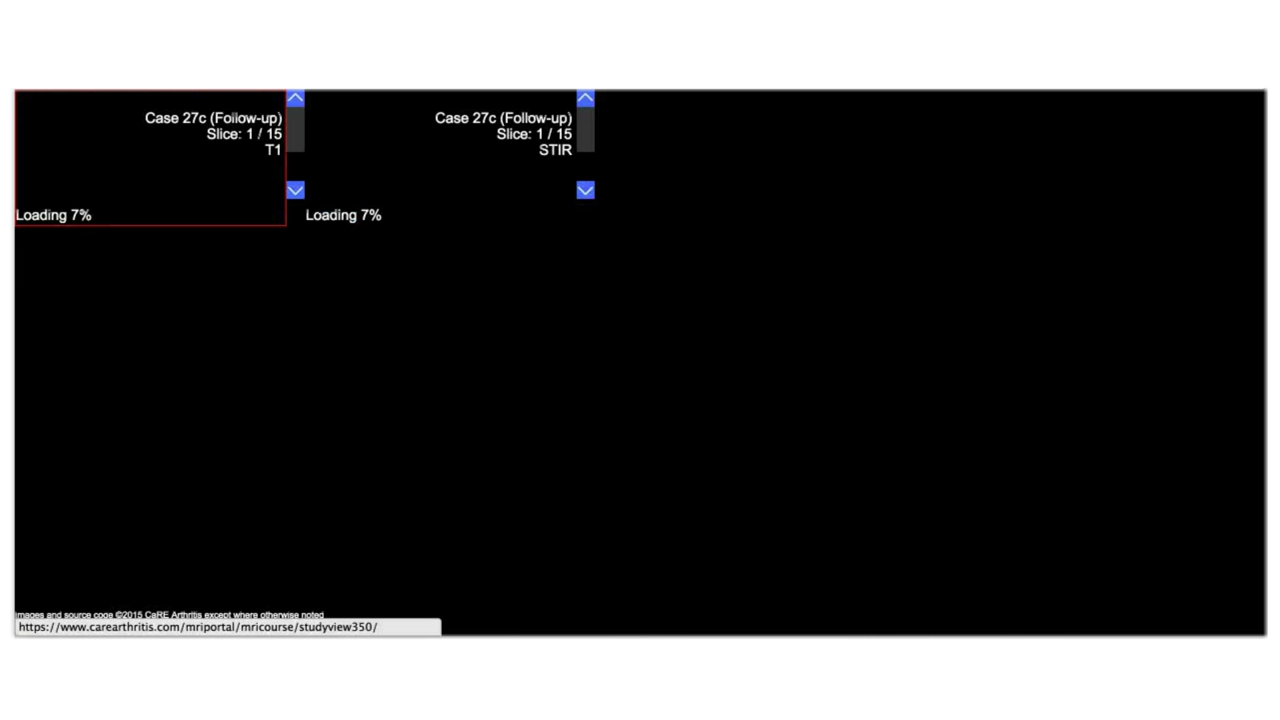 Case 27c (Follow-up)
Slice: 1 / 15
T1
Loading 7%
Case 27c (Follow-up)
Slice: 1 / 15
STIR
Loading 7%
Images and source code ©2015 CaRE Arthritis except where otherwise noted
https://www.carearthritis.com/mriportal/mricourse/studyview350/